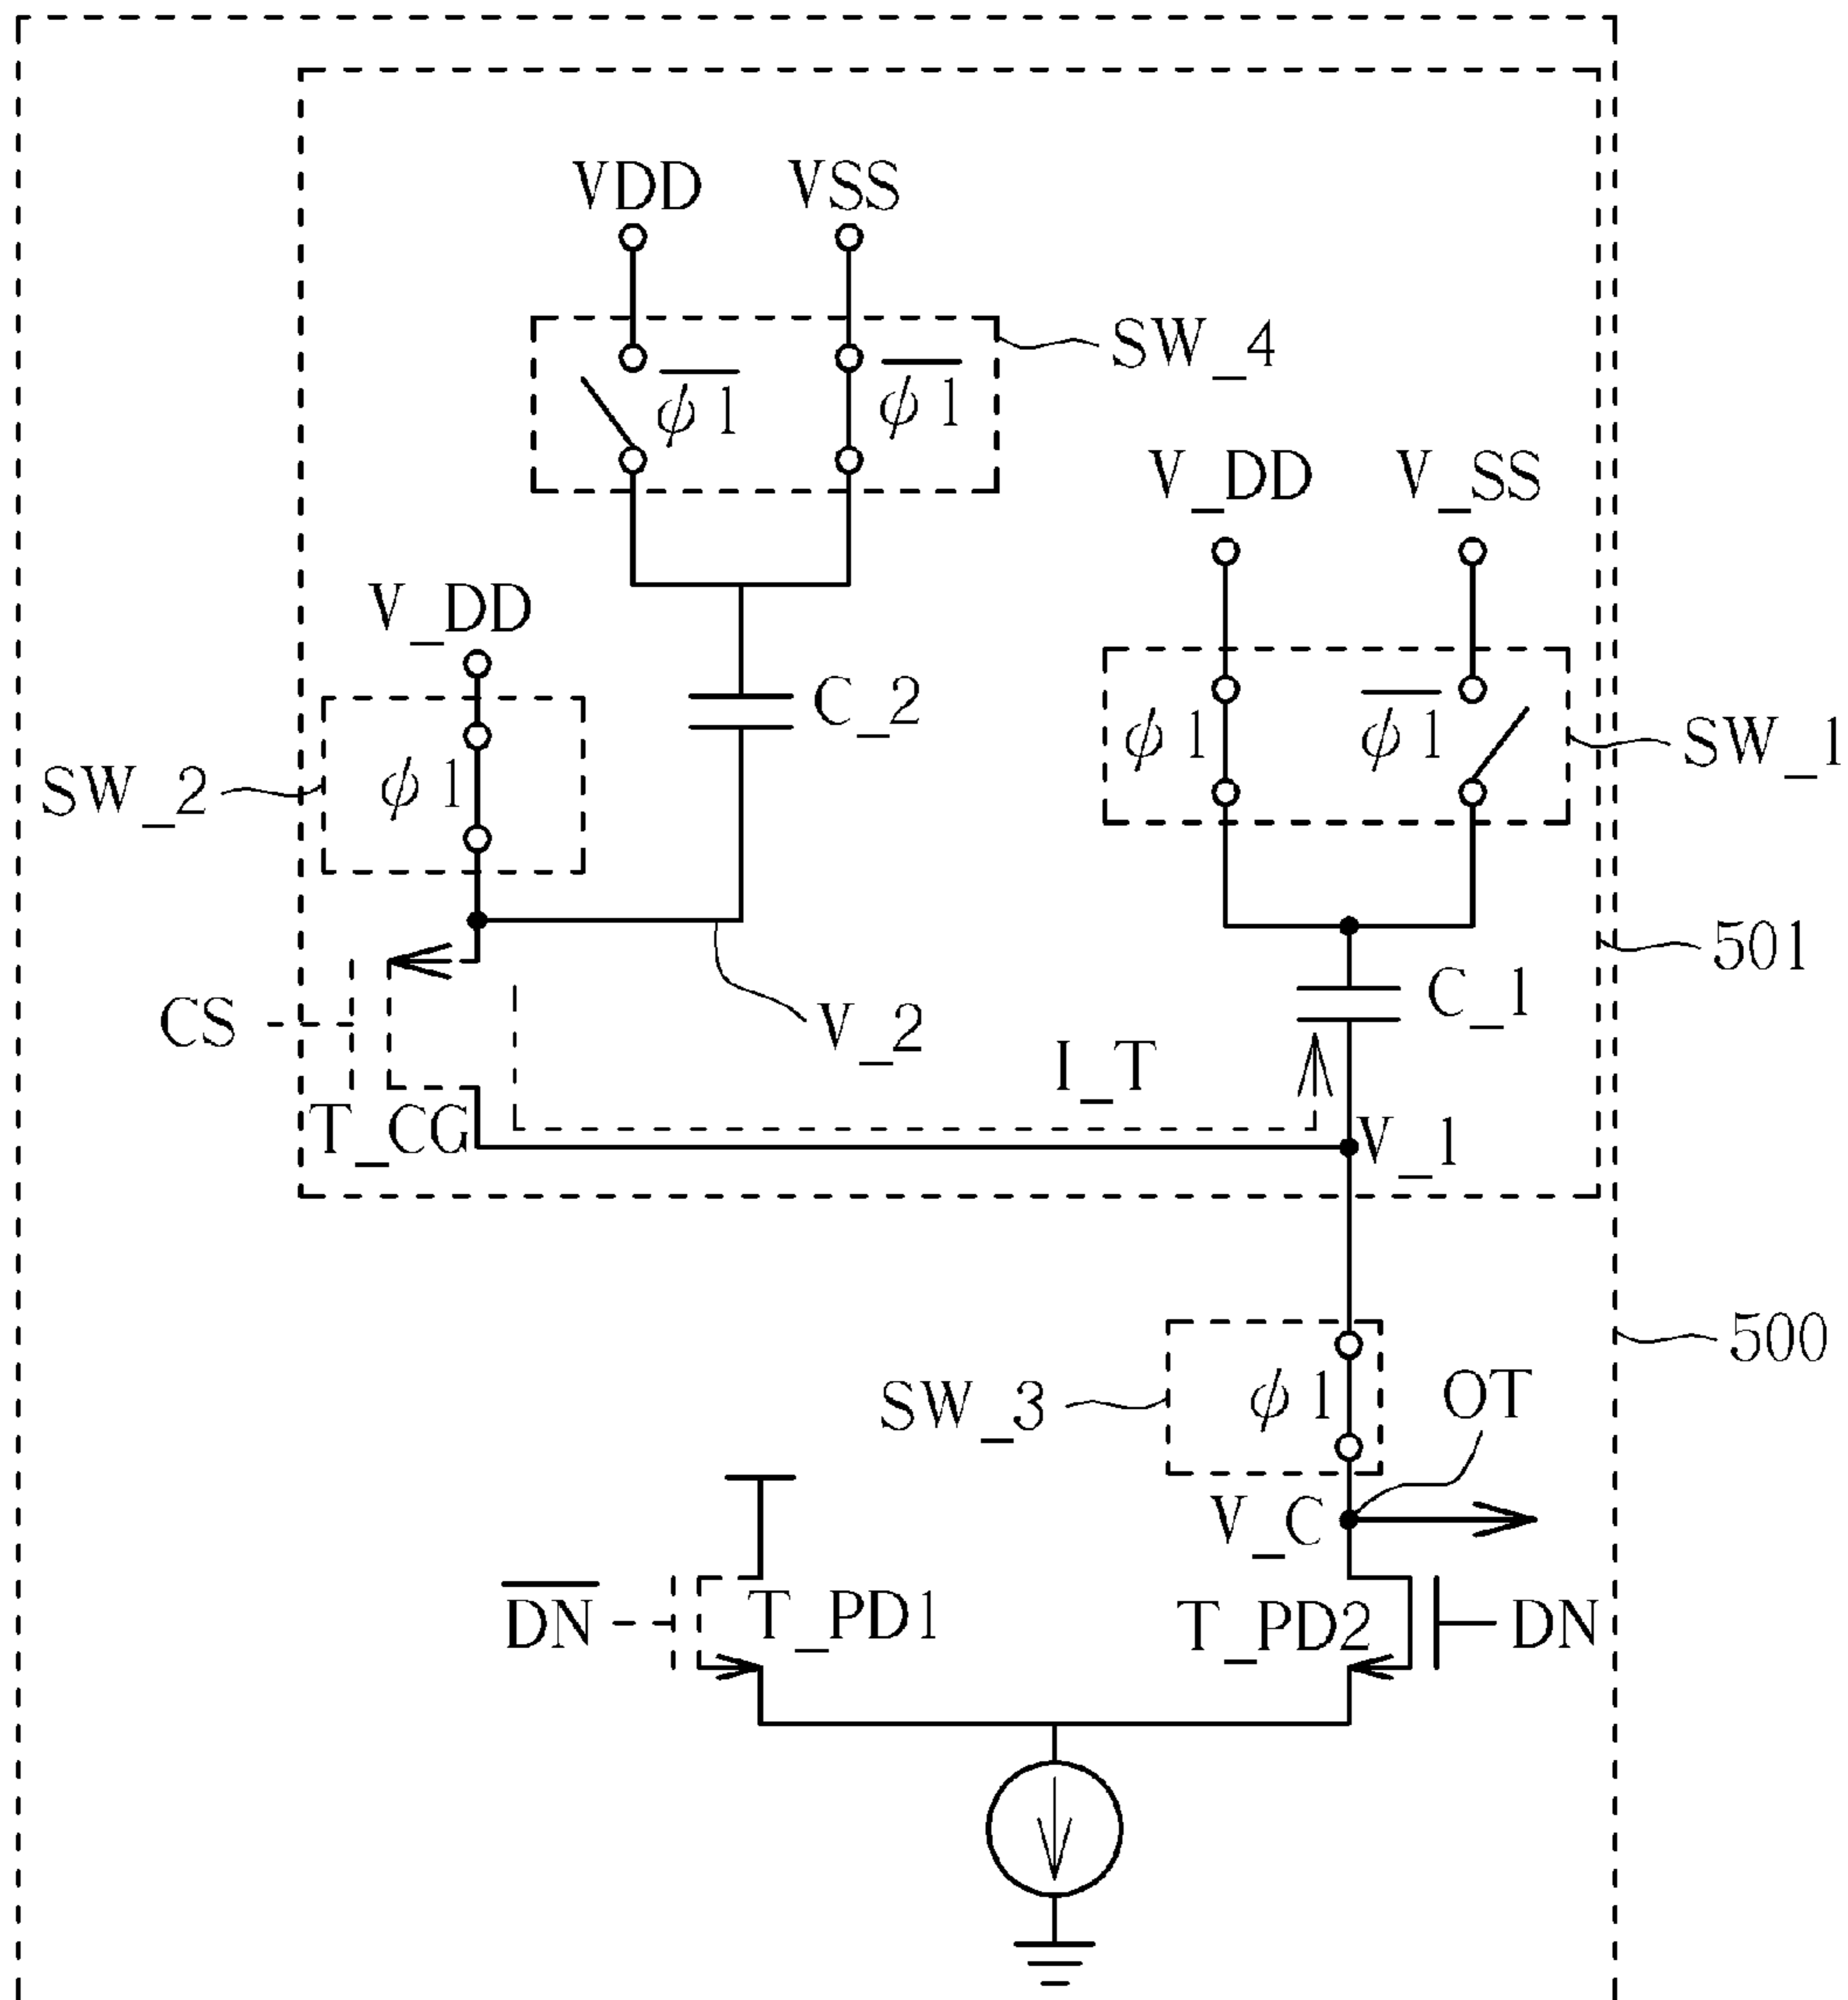 VDD VSS
SW_4
φ1̅ φ1̅
V_DD V_SS
V_DD
C_2
φ1 φ1̅
SW_1
SW_2
φ1
501
C_1
CS
V_2
I_T
T_CG
V_1
500
SW_3
φ1
OT
V_C
D̅N̅
T_PD1
T_PD2
DN